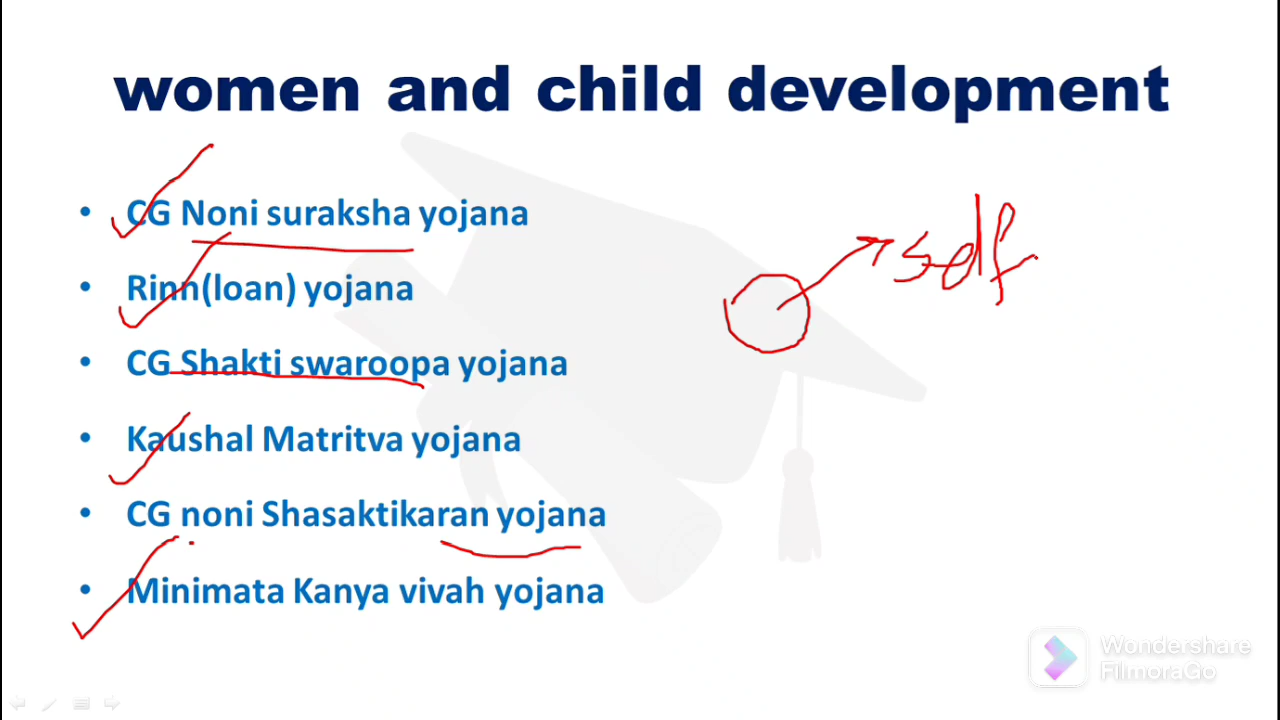 women and child development
• CG Noni suraksha yojana
• Rinn(loan) yojana
• CG Shakti swaroopa yojana
• Kaushal Matritva yojana
• CG noni Shasaktikaran yojana
• Minimata Kanya vivah yojana
Wondershare
FilmoraGo